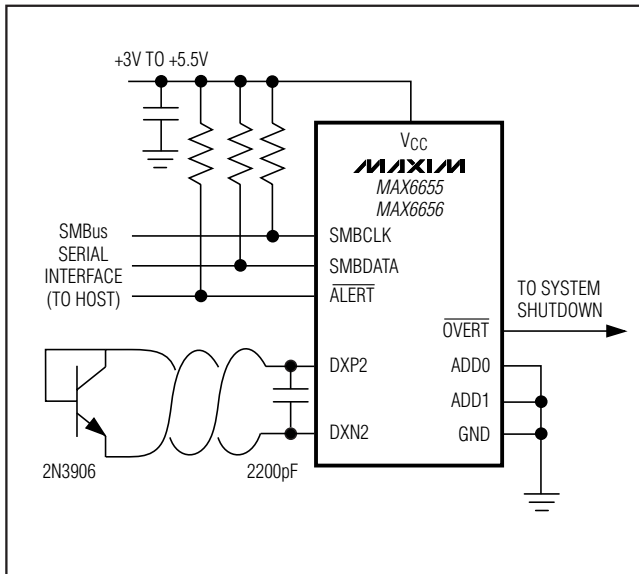 +3V TO +5.5V
VCC
MAXIM
MAX6655
MAX6656
SMBus
SERIAL
INTERFACE
(TO HOST)
SMBCLK
SMBDATA
ALERT
TO SYSTEM
SHUTDOWN
OVERT
DXP2
ADD0
ADD1
DXN2
GND
2N3906
2200pF